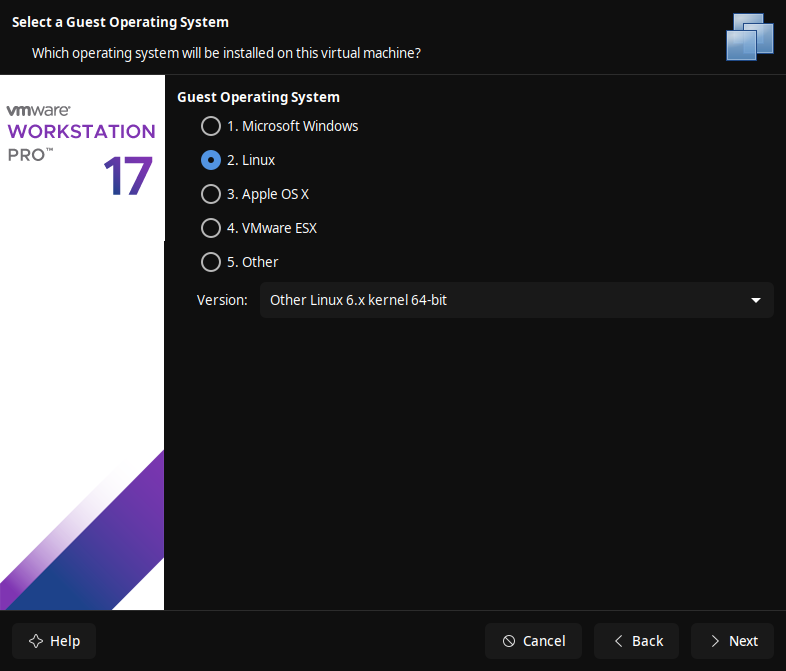 Select a Guest Operating System
Which operating system will be installed on this virtual machine?
vmware®
WORKSTATION
PRO™
17
Guest Operating System
1. Microsoft Windows
2. Linux
3. Apple OS X
4. VMware ESX
5. Other
Version: Other Linux 6.x kernel 64-bit
Help Cancel Back Next